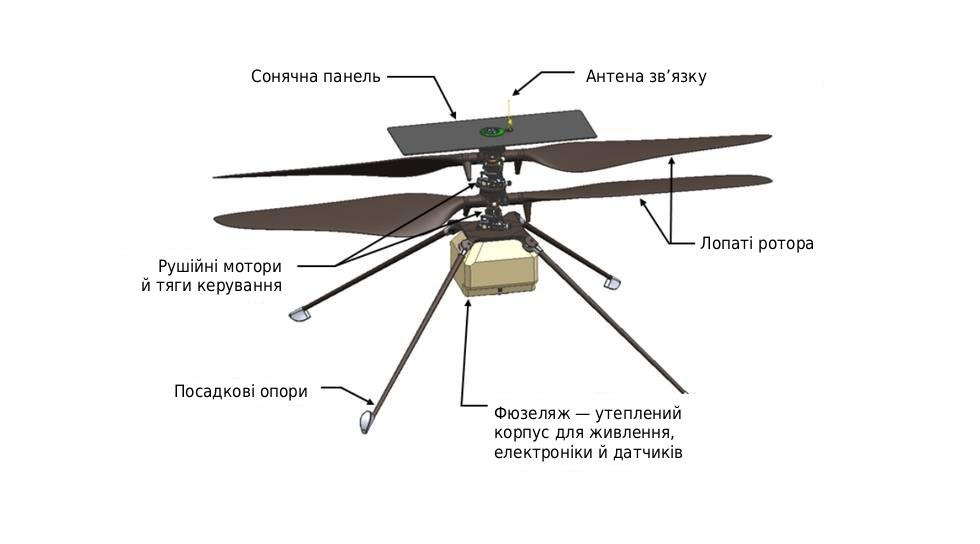 Сонячна панель
Антена зв’язку
Лопаті ротора
Рушійні мотори
й тяги керування
Посадкові опори
Фюзеляж — утеплений
корпус для живлення,
електроніки й датчиків